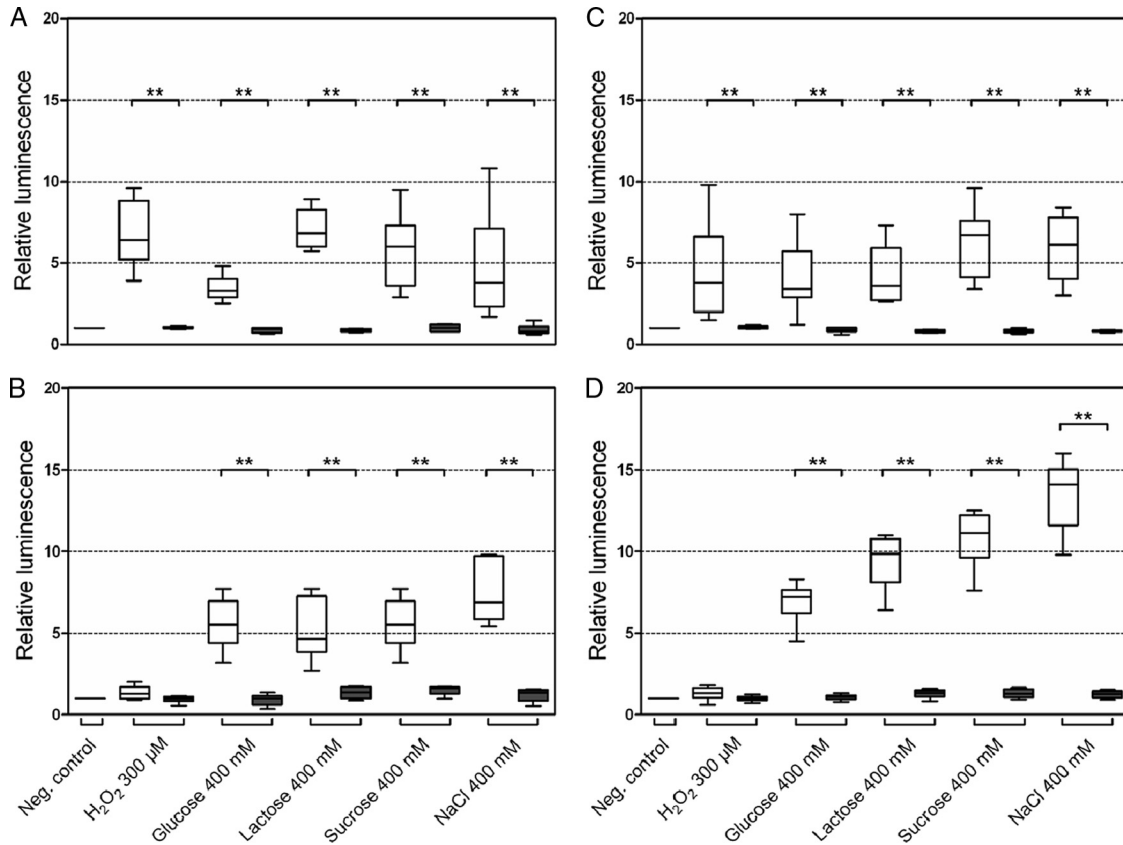 A
Relative luminescence
20
15
10
5
0
** ** ** ** **
C
Relative luminescence
20
15
10
5
0
** ** ** ** **
B
Relative luminescence
20
15
10
5
0
** ** ** **
Neg. control
H₂O₂ 300 µM
Glucose 400 mM
Lactose 400 mM
Sucrose 400 mM
NaCl 400 mM
D
Relative luminescence
20
15
10
5
0
** ** ** **
Neg. control
H₂O₂ 300 µM
Glucose 400 mM
Lactose 400 mM
Sucrose 400 mM
NaCl 400 mM